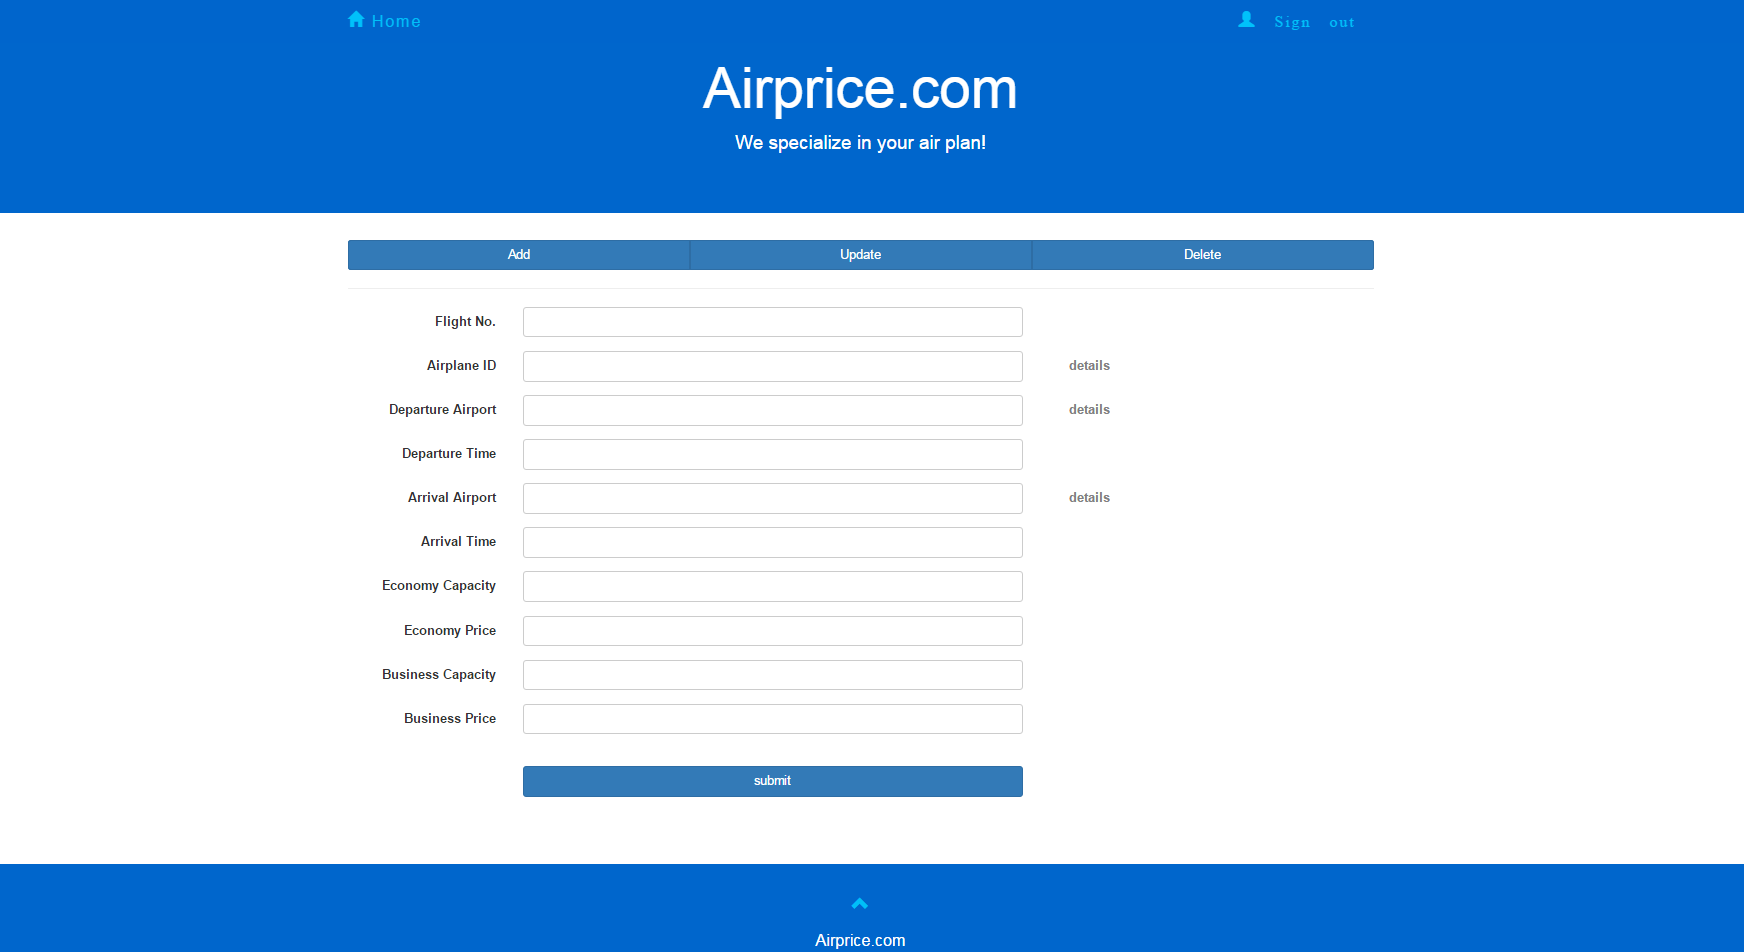 Home Sign out
Airprice.com
We specialize in your air plan!
Add Update Delete
Flight No.
Airplane ID details
Departure Airport details
Departure Time
Arrival Airport details
Arrival Time
Economy Capacity
Economy Price
Business Capacity
Business Price
submit
Airprice.com